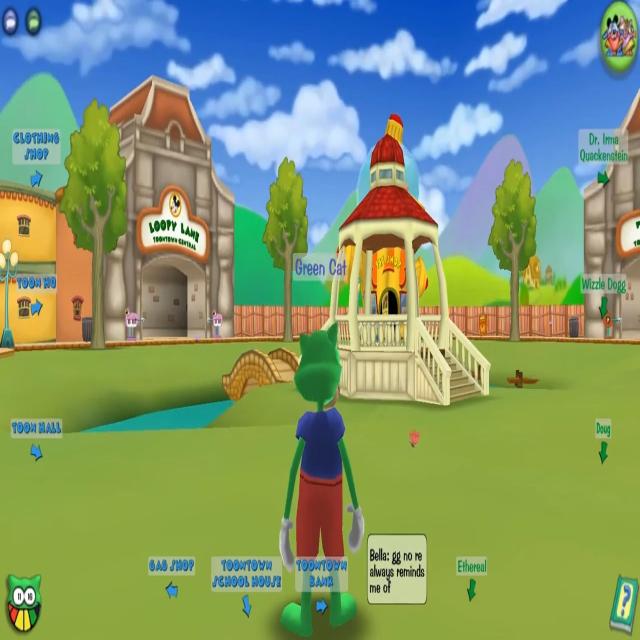 CLOTHING
SHOP
Dr. Irma
Quackenstein
LOOPY LANE
TOONTOWN CENTRAL
Green Cat
TOON HQ
Wizzle Dogg
TOON HALL
Doug
GAG SHOP
TOONTOWN
SCHOOL HOUSE
TOONTOWN
BANK
Bella: gg no re
always reminds
me of
Ethereal
?